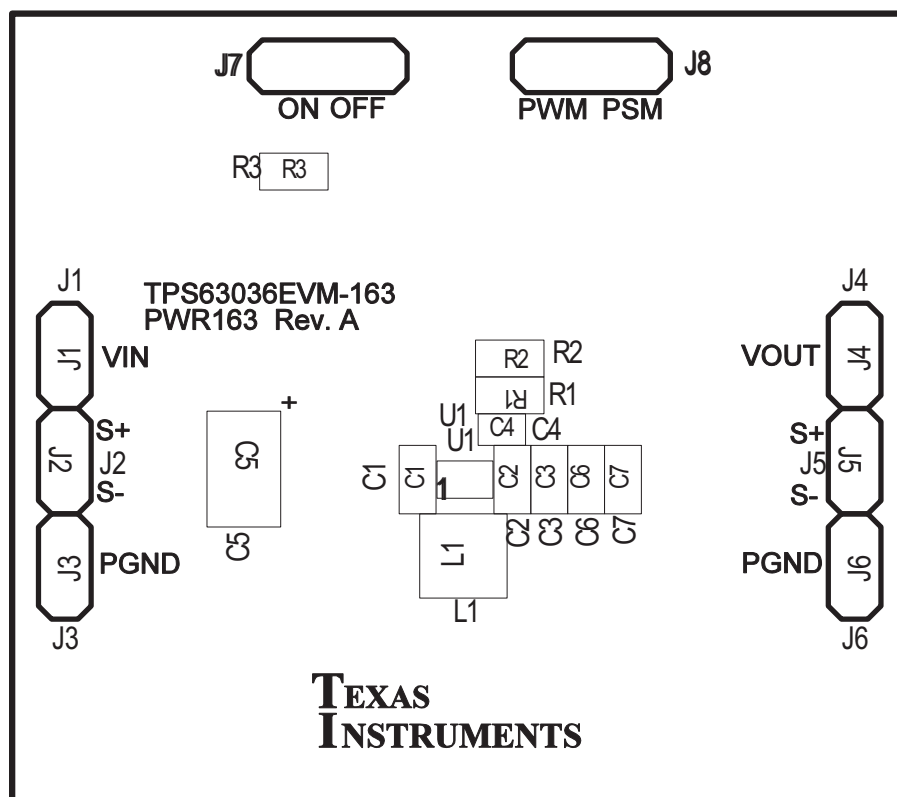 J7
J8
ON OFF
PWM PSM
R3
R3
J1
J4
TPS63036EVM-163
PWR163 Rev. A
J1
VIN
VOUT
J4
R2
R2
R1
R1
+
U1
C4
C4
U1
S+
J2
J2
S-
C5
C5
C1
C1
1
C2
C3
C6
C7
C2
C3
C6
C7
S+
J5
J5
S-
J3
PGND
L1
L1
PGND
J6
J3
J6
TEXAS
INSTRUMENTS